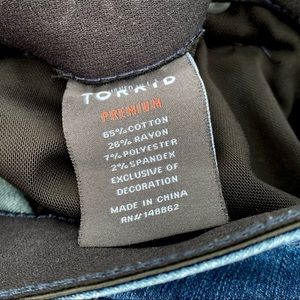 TORRID
PREMIUM
65% COTTON
26% RAYON
7% POLYESTER
2% SPANDEX
EXCLUSIVE OF
DECORATION
MADE IN CHINA
RN# 148862